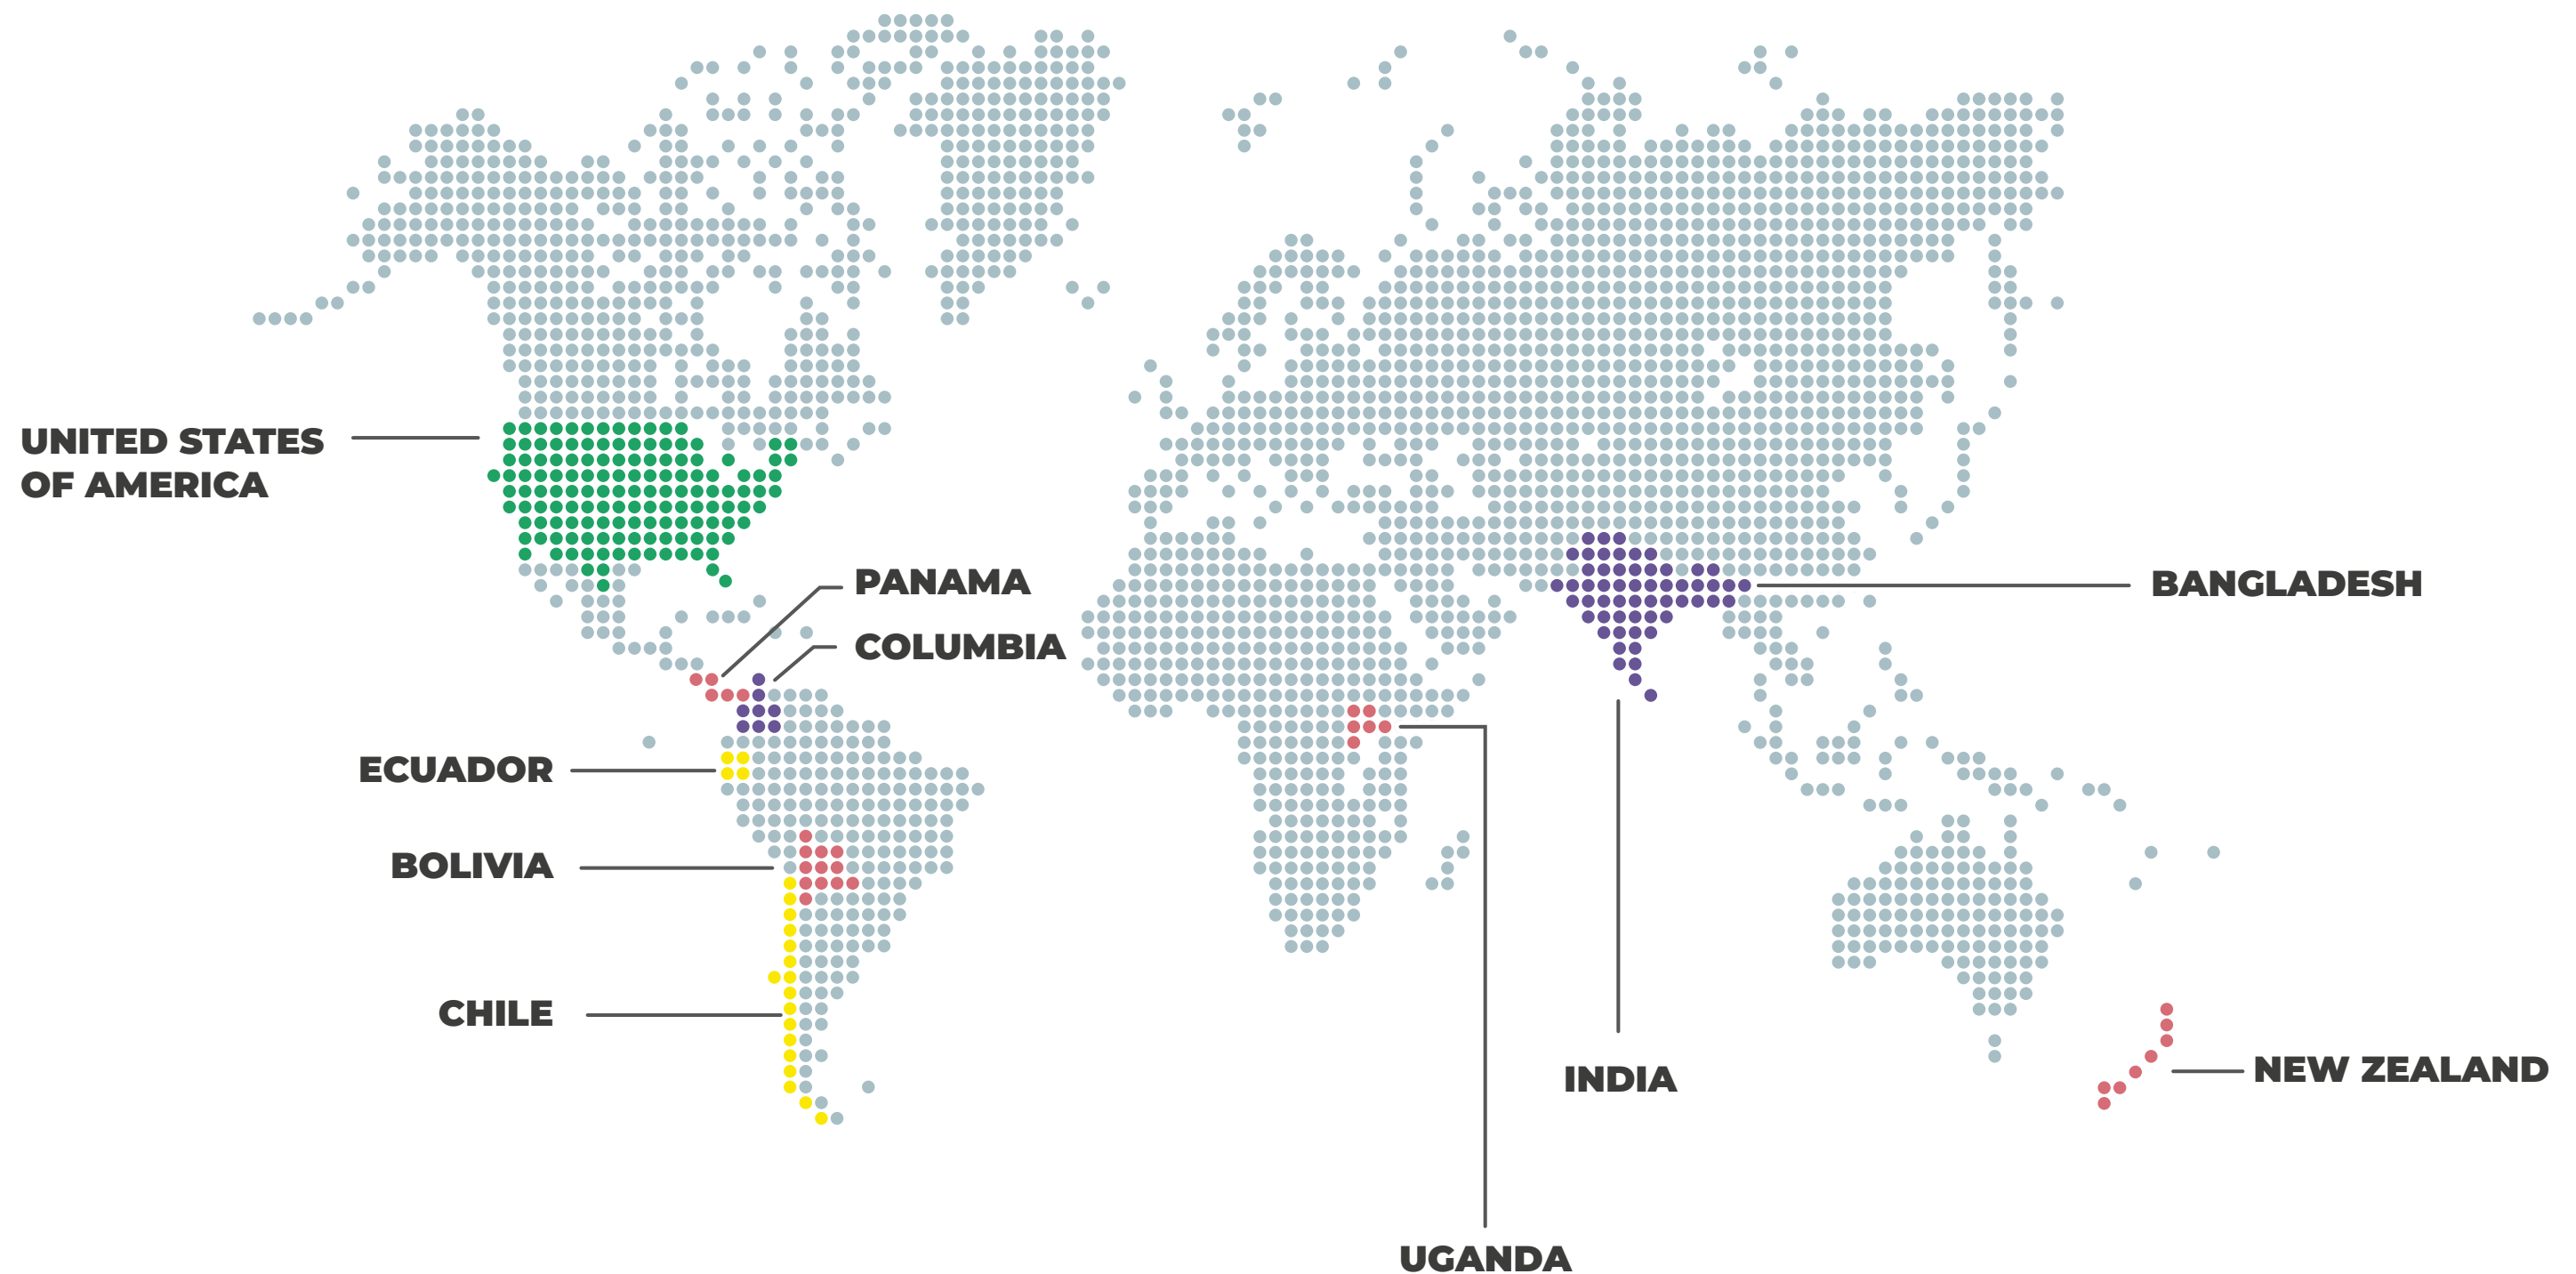 UNITED STATES
OF AMERICA
PANAMA
BANGLADESH
COLUMBIA
ECUADOR
BOLIVIA
CHILE
INDIA
NEW ZEALAND
UGANDA